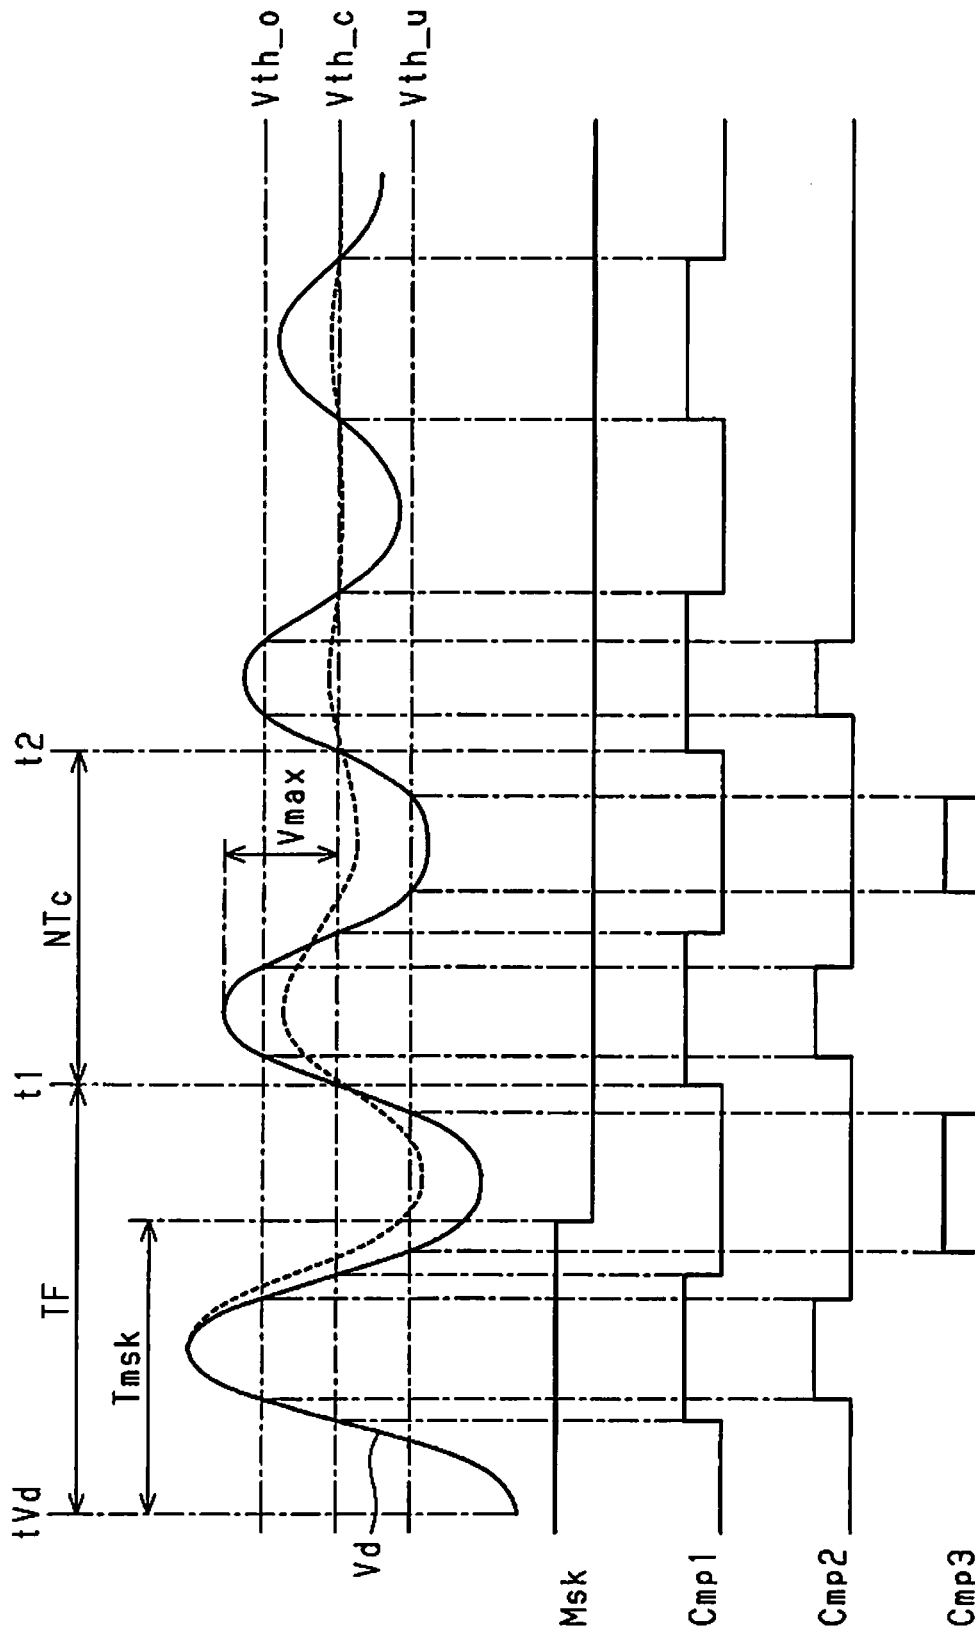 tVd
t1
t2
TF
NTc
Tmsk
Vmax
Vth_o
Vth_c
Vth_u
Vd
Msk
Cmp1
Cmp2
Cmp3